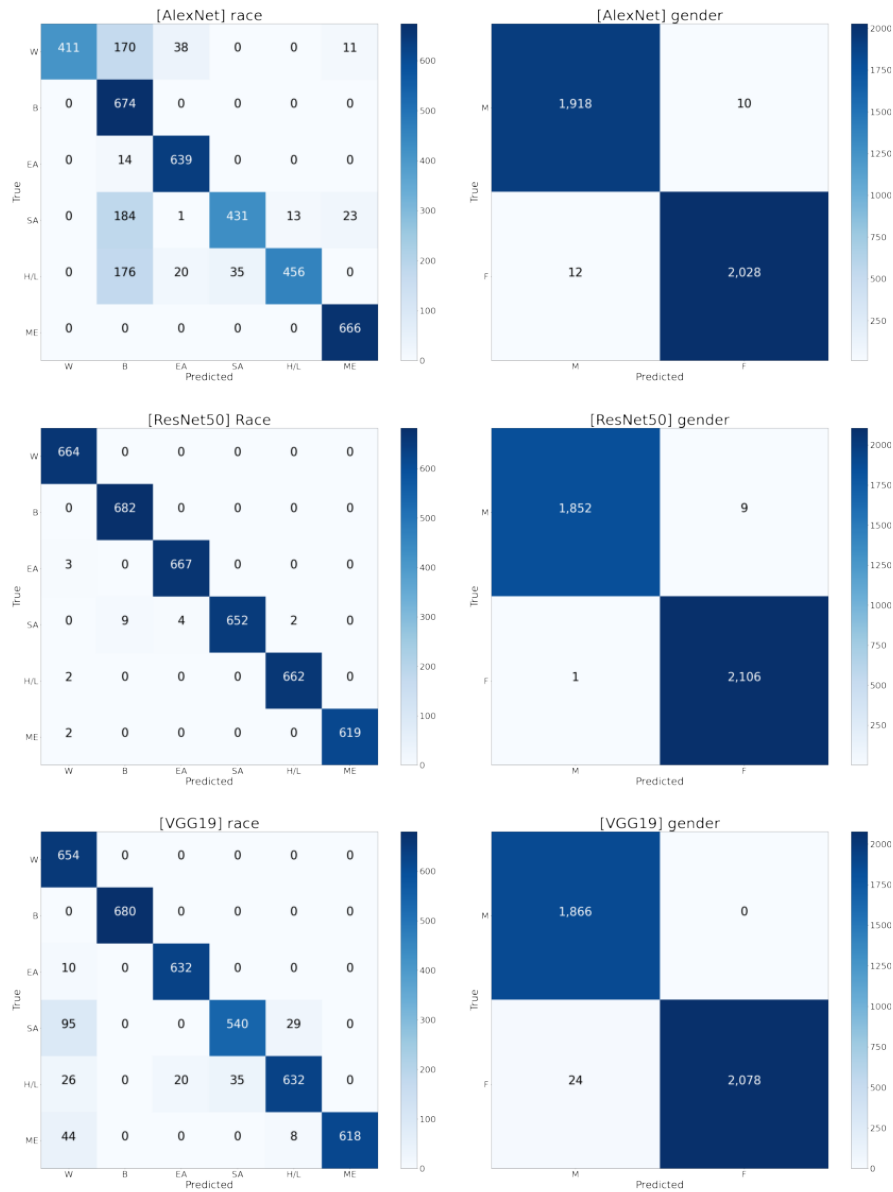 [AlexNet] race
W 411 170 38 0 0 11
B 0 674 0 0 0 0
EA 0 14 639 0 0 0
SA 0 184 1 431 13 23
H/L 0 176 20 35 456 0
ME 0 0 0 0 0 666
True
W B EA SA H/L ME
Predicted
600
500
400
300
200
100
0
[AlexNet] gender
M 1,918 10
F 12 2,028
True
M F
Predicted
2000
1750
1500
1250
1000
750
500
250
[ResNet50] Race
W 664 0 0 0 0 0
B 0 682 0 0 0 0
EA 3 0 667 0 0 0
SA 0 9 4 652 2 0
H/L 2 0 0 0 662 0
ME 2 0 0 0 0 619
True
W B EA SA H/L ME
Predicted
600
500
400
300
200
100
0
[ResNet50] gender
M 1,852 9
F 1 2,106
True
M F
Predicted
2000
1750
1500
1250
1000
750
500
250
[VGG19] race
W 654 0 0 0 0 0
B 0 680 0 0 0 0
EA 10 0 632 0 0 0
SA 95 0 0 540 29 0
H/L 26 0 20 35 632 0
ME 44 0 0 0 8 618
True
W B EA SA H/L ME
Predicted
600
500
400
300
200
100
0
[VGG19] gender
M 1,866 0
F 24 2,078
True
M F
Predicted
2000
1750
1500
1250
1000
750
500
250
0